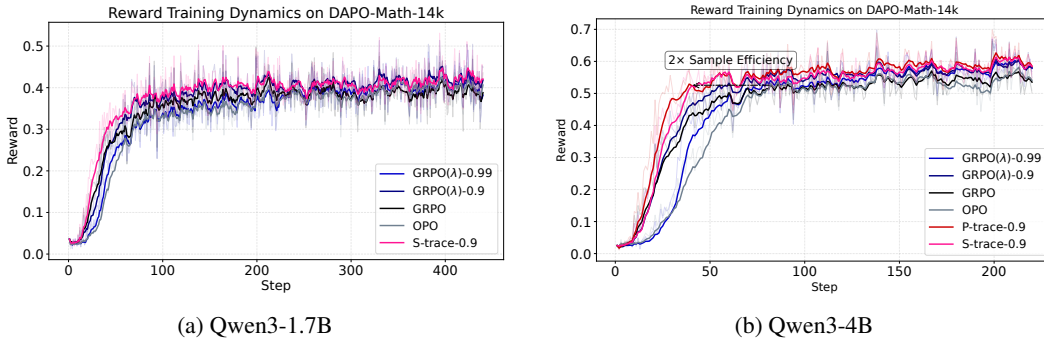 Reward Training Dynamics on DAPO-Math-14k
Reward
0.5
0.4
0.3
0.2
0.1
0.0
GRPO(λ)-0.99
GRPO(λ)-0.9
GRPO
OPO
S-trace-0.9
0 100 200 300 400
Step
(a) Qwen3-1.7B
Reward Training Dynamics on DAPO-Math-14k
Reward
0.7
0.6
0.5
0.4
0.3
0.2
0.1
0.0
2× Sample Efficiency
GRPO(λ)-0.99
GRPO(λ)-0.9
GRPO
OPO
P-trace-0.9
S-trace-0.9
0 50 100 150 200
Step
(b) Qwen3-4B